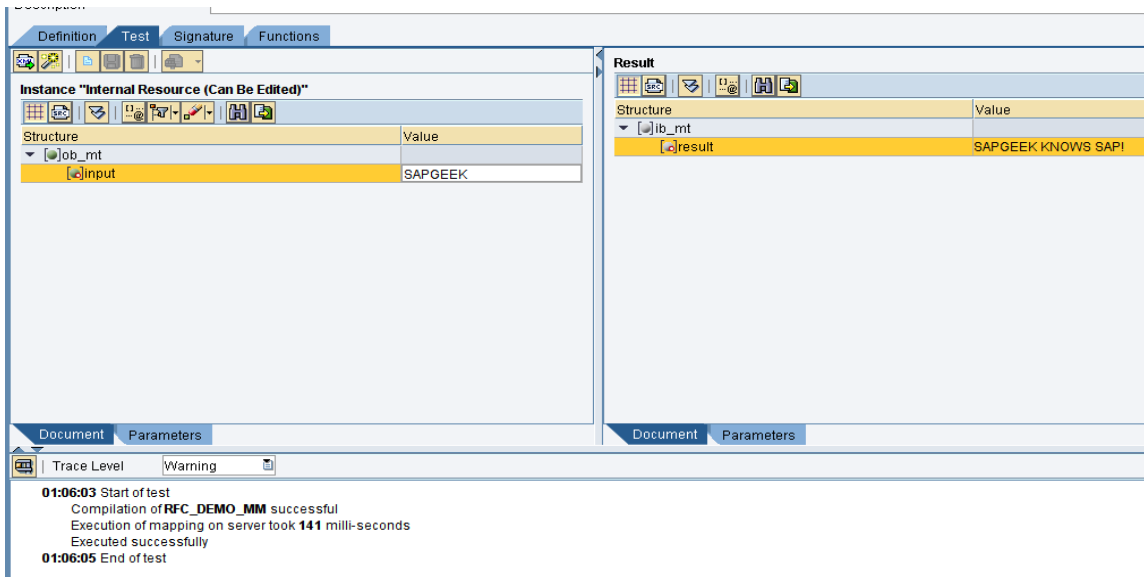 Description
Definition Test Signature Functions
Instance "Internal Resource (Can Be Edited)"
Structure Value
[●]ob_mt
input SAPGEEK
Document Parameters
Result
Structure Value
[●]ib_mt
result SAPGEEK KNOWS SAP!
Document Parameters
Trace Level Warning
01:06:03 Start of test
Compilation of RFC_DEMO_MM successful
Execution of mapping on server took 141 milli-seconds
Executed successfully
01:06:05 End of test